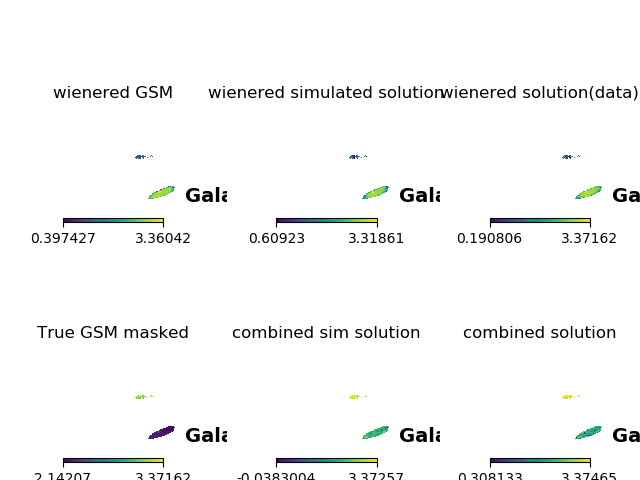 wienered GSM wienered simulated solution wienered solution(data)
Gala Gala Ga
0.397427 3.36042 0.60923 3.31861 0.190806 3.37162
True GSM masked combined sim solution combined solution
Gala Gala Ga
2.14207 3.37162 -0.0383004 3.37257 0.308133 3.37465